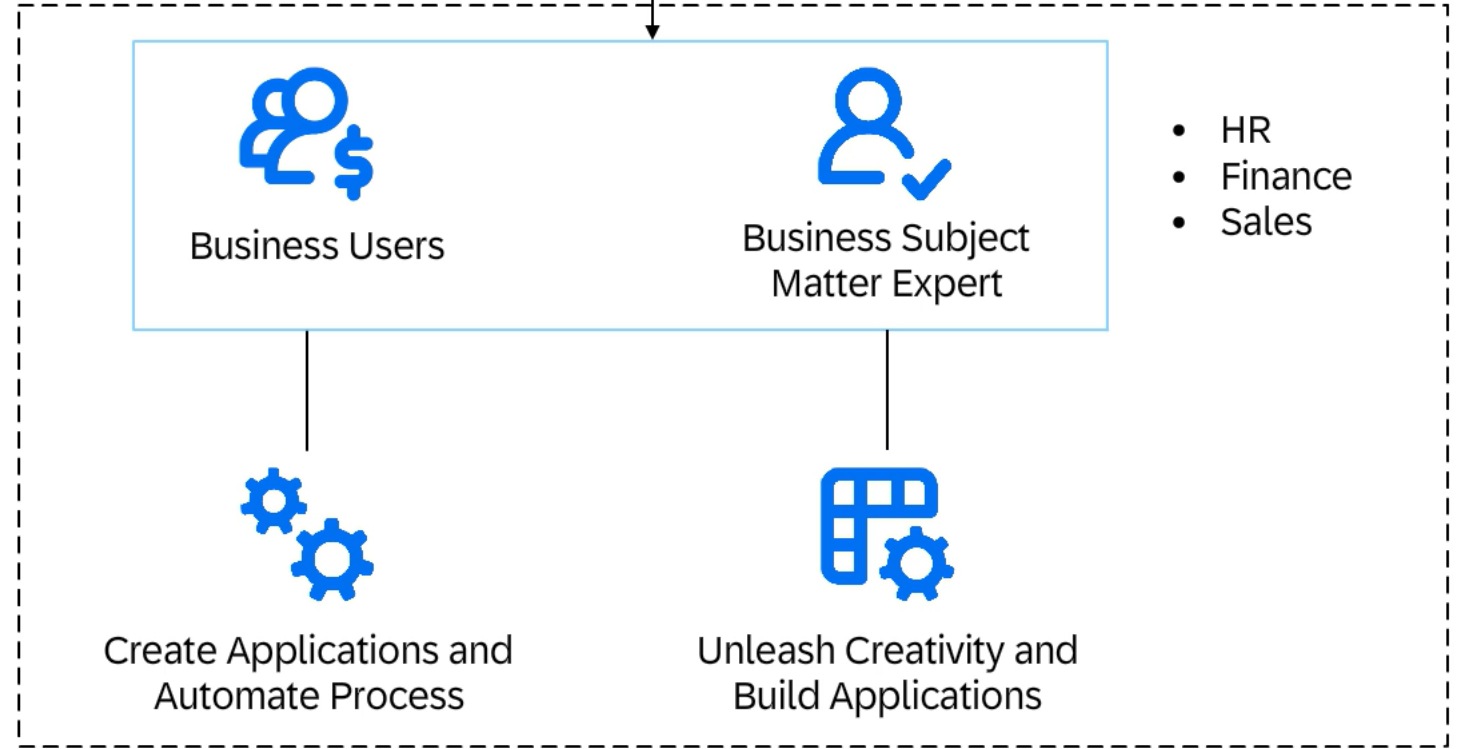 Business Users
Business Subject
Matter Expert
• HR
• Finance
• Sales
Create Applications and
Automate Process
Unleash Creativity and
Build Applications